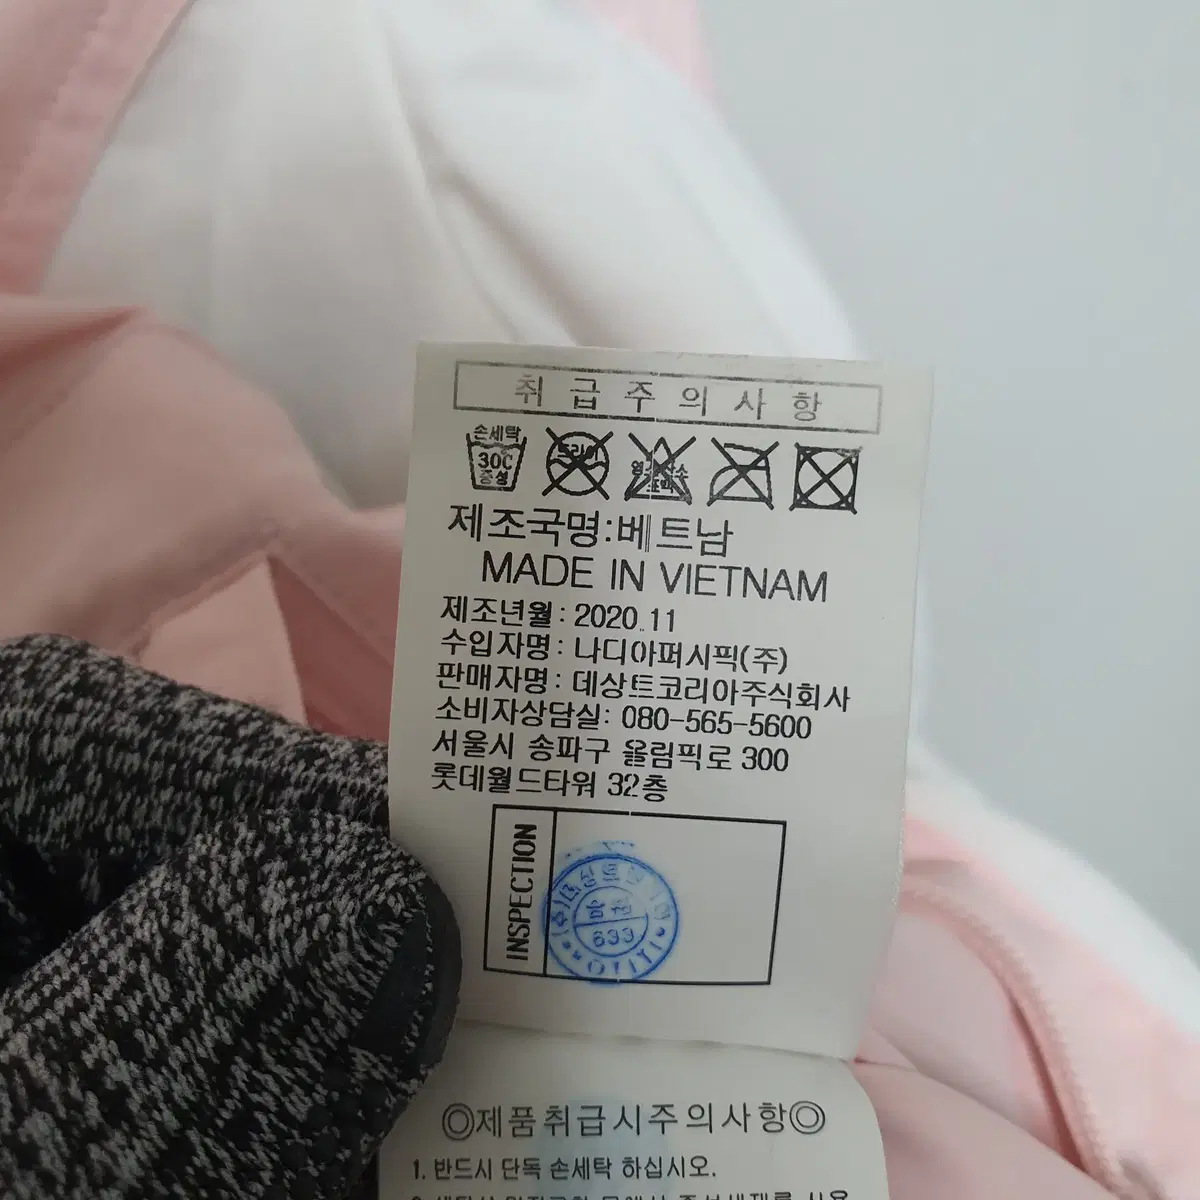 취급주의사항
손세탁
30C
중성
드라이
제조국명:베트남
MADE IN VIETNAM
제조년월: 2020.11
수입자명: 나디아퍼시픽(주)
판매자명: 데상트코리아주식회사
소비자상담실: 080-565-5600
서울시 송파구 올림픽로 300
롯데월드타워 32층
INSPECTION
633
◎제품취급시주의사항◎
1. 반드시 단독 손세탁 하십시오.